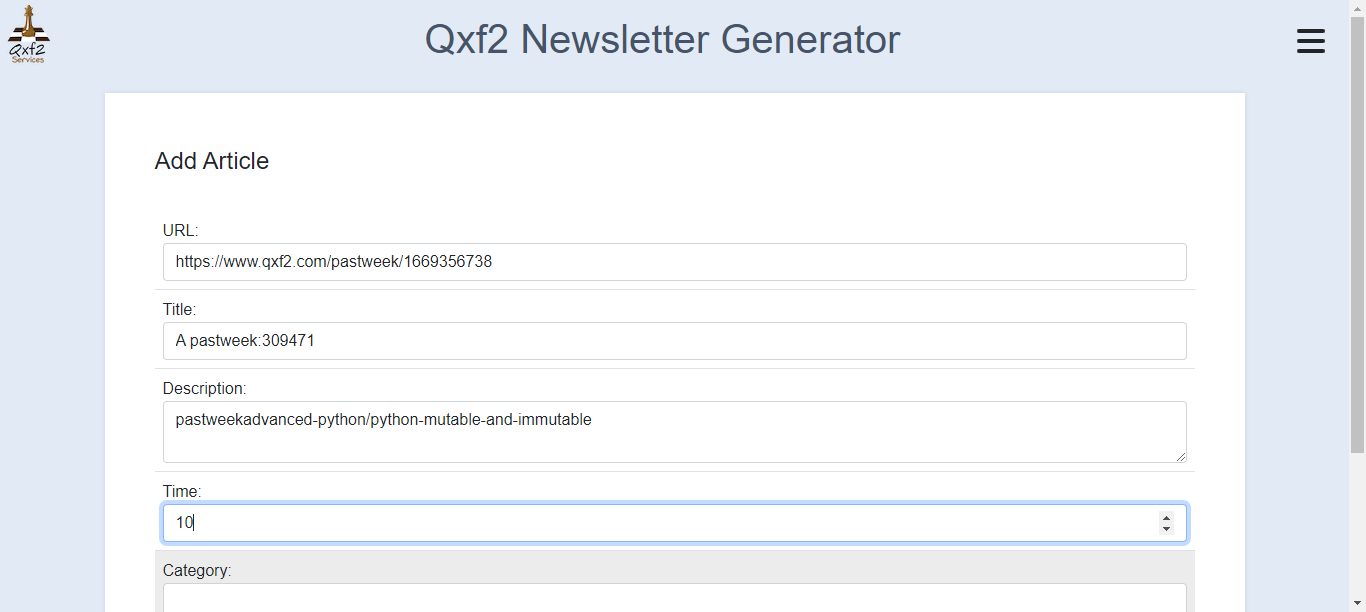 Qxf2
Services
Qxf2 Newsletter Generator
Add Article
URL:
https://www.qxf2.com/pastweek/1669356738
Title:
A pastweek:309471
Description:
pastweekadvanced-python/python-mutable-and-immutable
Time:
10
Category: